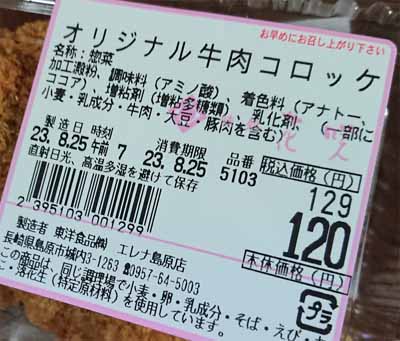 お早めにお召し上がり下さい
オリジナル牛肉コロッケ
名称：惣菜
加工澱粉、調味料（アミノ酸）、着色料（アナトー、
ココア）、増粘剤（増粘多糖類）、乳化剤、（一部に
小麦・乳成分・牛肉・大豆・豚肉を含む）
製造日 時刻 消費期限 品番 税込価格（円）
23.8.25 午前 7 23.8.25 5103 129
直射日光、高温多湿を避けて保存
120
本体価格（円）
2395103001299
製造者 東洋食品㈱ エレナ島原店
長崎県島原市城内3-1263 ☎0957-64-5003
この商品は、同じ調理場で小麦・卵・乳成分・そば・えび・
こ・落花生（特定原材料）を使用しています。
プラ